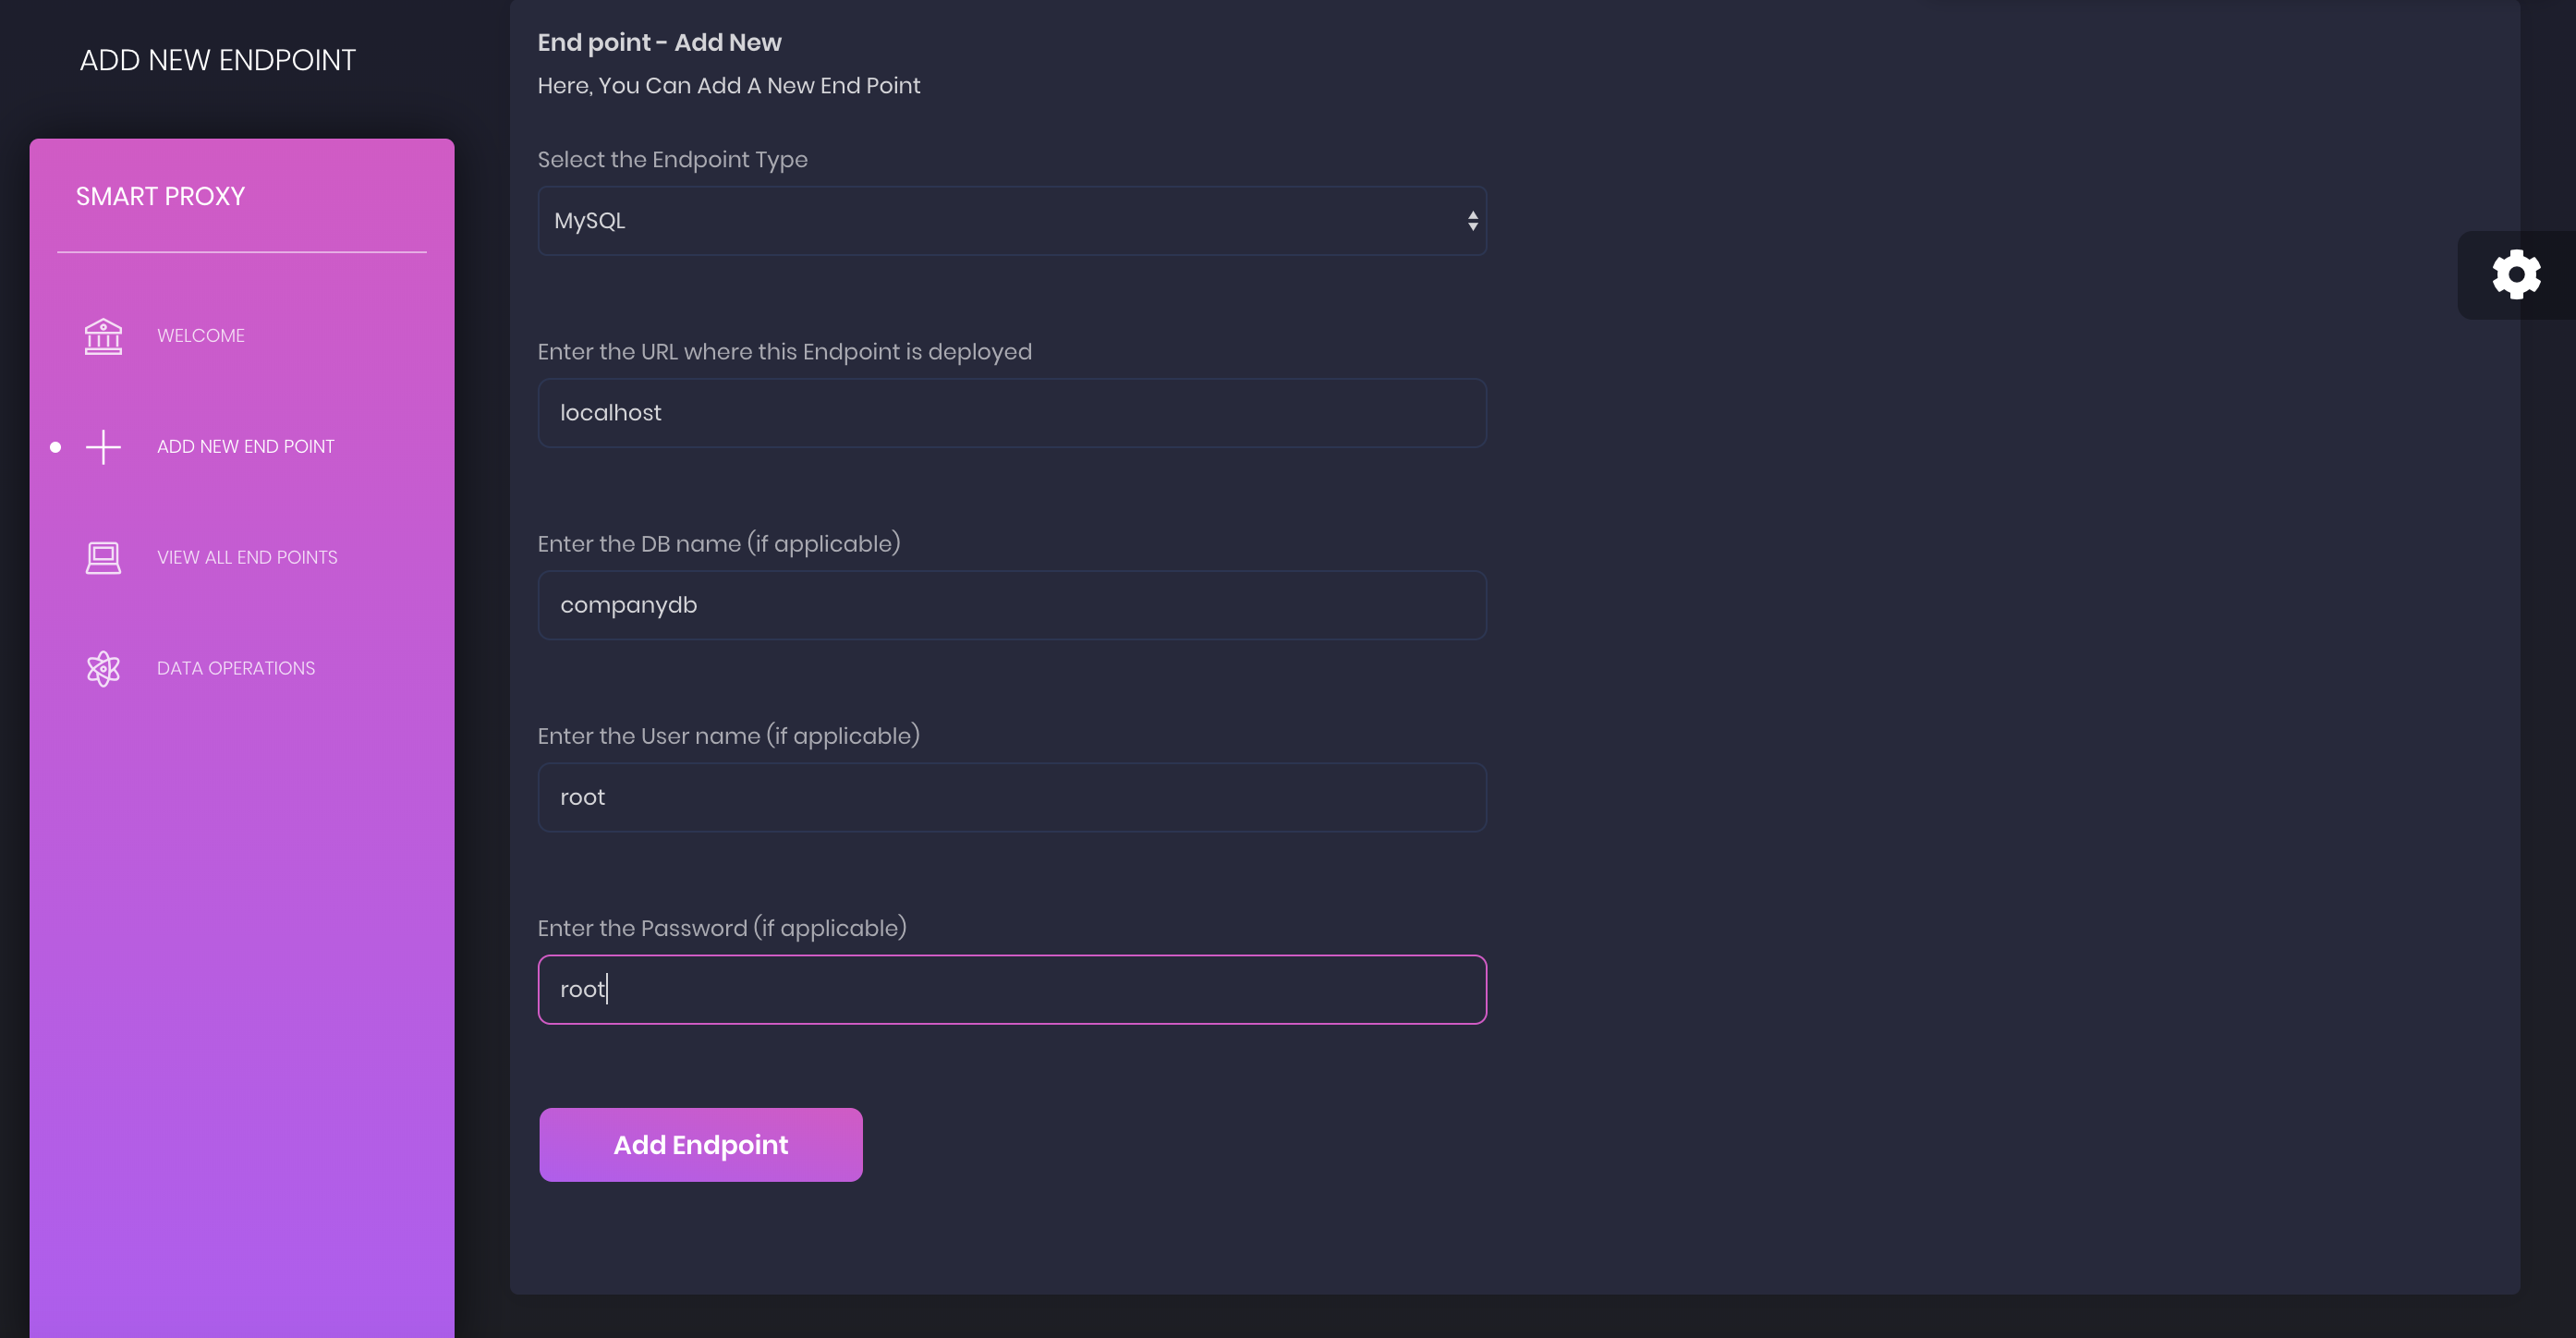 ADD NEW ENDPOINT
SMART PROXY
WELCOME
ADD NEW END POINT
VIEW ALL END POINTS
DATA OPERATIONS
End point - Add New
Here, You Can Add A New End Point
Select the Endpoint Type
MySQL
Enter the URL where this Endpoint is deployed
localhost
Enter the DB name (if applicable)
companydb
Enter the User name (if applicable)
root
Enter the Password (if applicable)
root
Add Endpoint